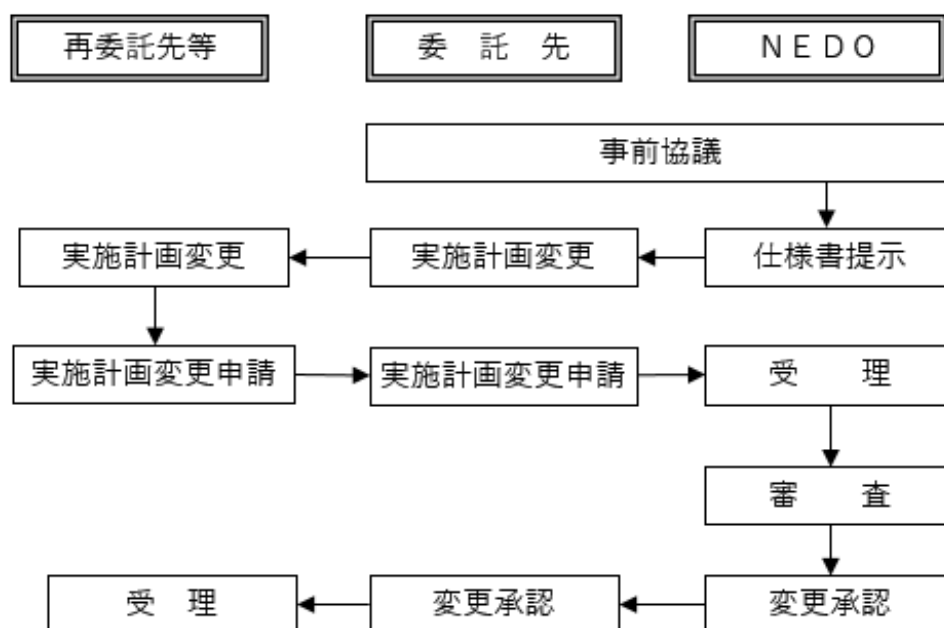 再委託先等
委　託　先
ＮＥＤＯ
事前協議
実施計画変更
実施計画変更
仕様書提示
実施計画変更申請
実施計画変更申請
受　　理
審　　査
受　理
変更承認
変更承認